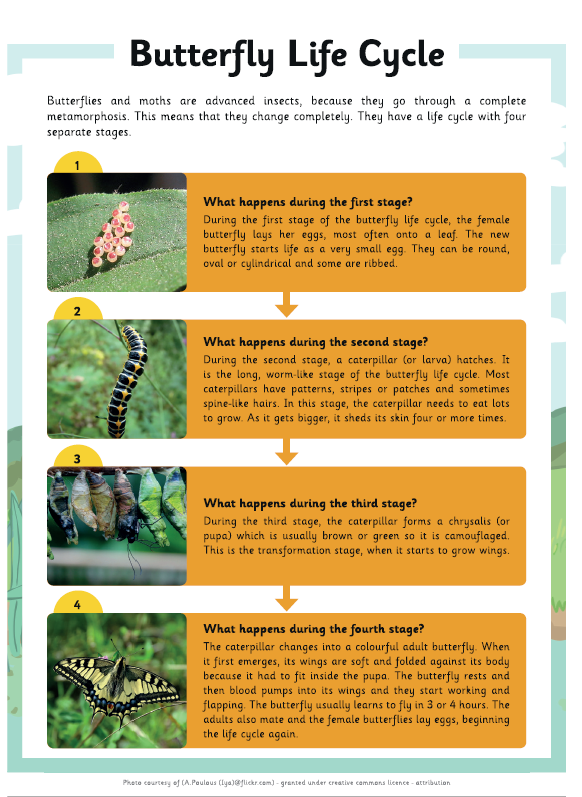 Butterfly Life Cycle
Butterflies and moths are advanced insects, because they go through a complete
metamorphosis. This means that they change completely. They have a life cycle with four
separate stages.
1
What happens during the first stage?
During the first stage of the butterfly life cycle, the female
butterfly lays her eggs, most often onto a leaf. The new
butterfly starts life as a very small egg. They can be round,
oval or cylindrical and some are ribbed.
2
What happens during the second stage?
During the second stage, a caterpillar (or larva) hatches. It
is the long, worm-like stage of the butterfly life cycle. Most
caterpillars have patterns, stripes or patches and sometimes
spine-like hairs. In this stage, the caterpillar needs to eat lots
to grow. As it gets bigger, it sheds its skin four or more times.
3
What happens during the third stage?
During the third stage, the caterpillar forms a chrysalis (or
pupa) which is usually brown or green so it is camouflaged.
This is the transformation stage, when it starts to grow wings.
4
What happens during the fourth stage?
The caterpillar changes into a colourful adult butterfly. When
it first emerges, its wings are soft and folded against its body
because it had to fit inside the pupa. The butterfly rests and
then blood pumps into its wings and they start working and
flapping. The butterfly usually learns to fly in 3 or 4 hours. The
adults also mate and the female butterflies lay eggs, beginning
the life cycle again.
Photo courtesy of (A.Poulous (Iya)@flickr.com) - granted under creative commons licence - attribution